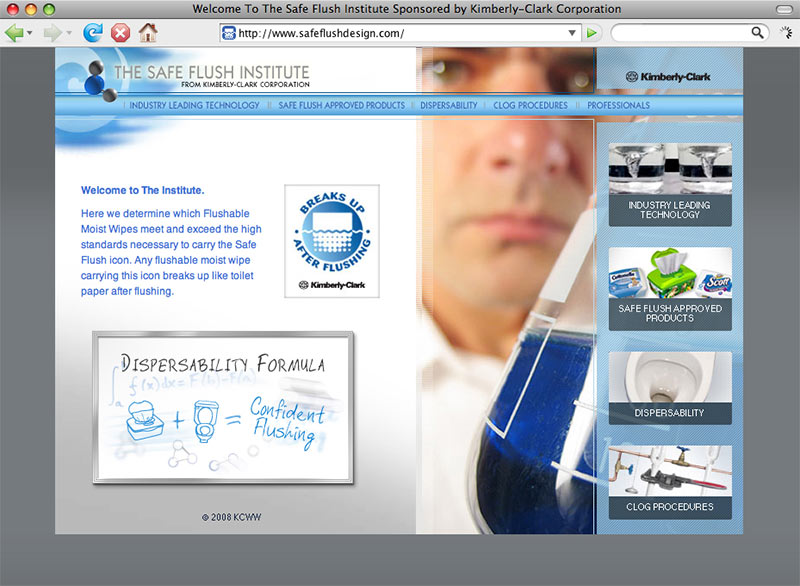 Welcome To The Safe Flush Institute Sponsored by Kimberly-Clark Corporation
http://www.safeflushdesign.com/
THE SAFE FLUSH INSTITUTE
FROM KIMBERLY-CLARK CORPORATION
Kimberly-Clark
INDUSTRY LEADING TECHNOLOGY
SAFE FLUSH APPROVED PRODUCTS
DISPERSABILITY
CLOG PROCEDURES
PROFESSIONALS
Welcome to The Institute.
Here we determine which Flushable
Moist Wipes meet and exceed the high
standards necessary to carry the Safe
Flush icon. Any flushable moist wipe
carrying this icon breaks up like toilet
paper after flushing.
BREAKS UP
AFTER FLUSHING
Kimberly-Clark
DISPERSABILITY FORMULA
+ = Confident
Flushing
© 2008 KCWW
INDUSTRY LEADING
TECHNOLOGY
Cottonelle
Scott
SAFE FLUSH APPROVED
PRODUCTS
DISPERSABILITY
CLOG PROCEDURES